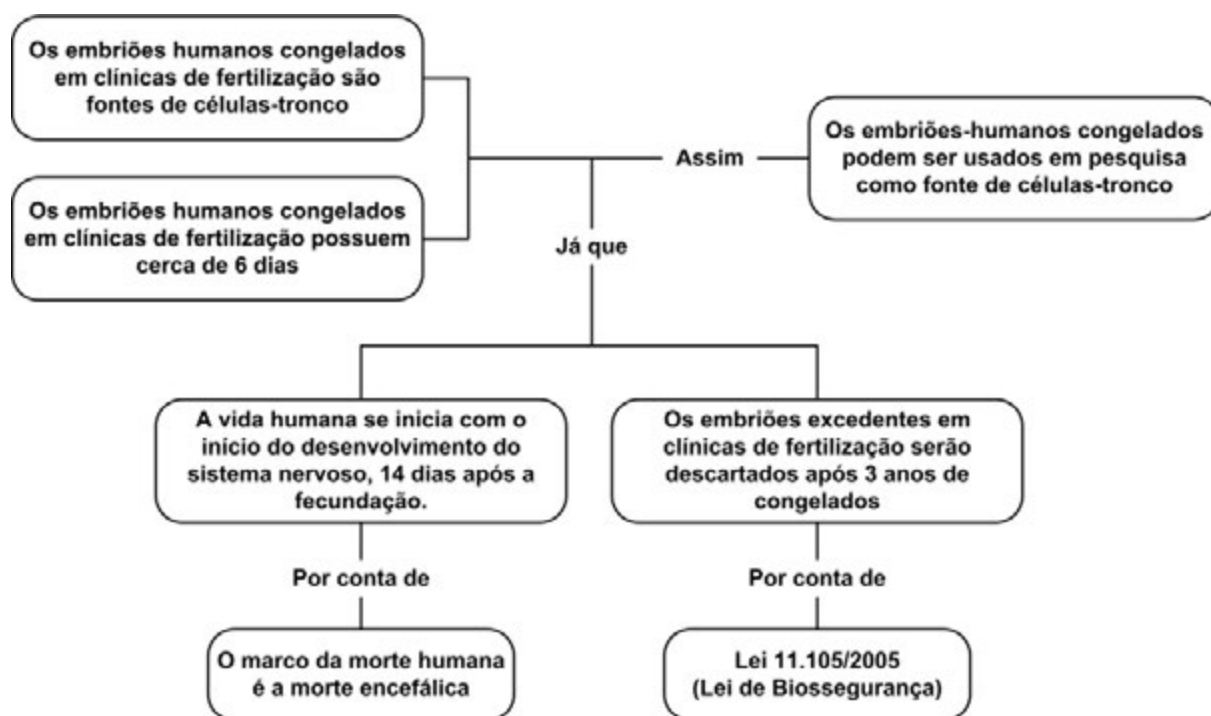 Os embriões humanos congelados
em clínicas de fertilização são
fontes de células-tronco
Os embriões humanos congelados
em clínicas de fertilização possuem
cerca de 6 dias
Assim
Os embriões-humanos congelados
podem ser usados em pesquisa
como fonte de células-tronco
Já que
A vida humana se inicia com o
início do desenvolvimento do
sistema nervoso, 14 dias após a
fecundação.
Os embriões excedentes em
clínicas de fertilização serão
descartados após 3 anos de
congelados
Por conta de
Por conta de
O marco da morte humana
é a morte encefálica
Lei 11.105/2005
(Lei de Biossegurança)